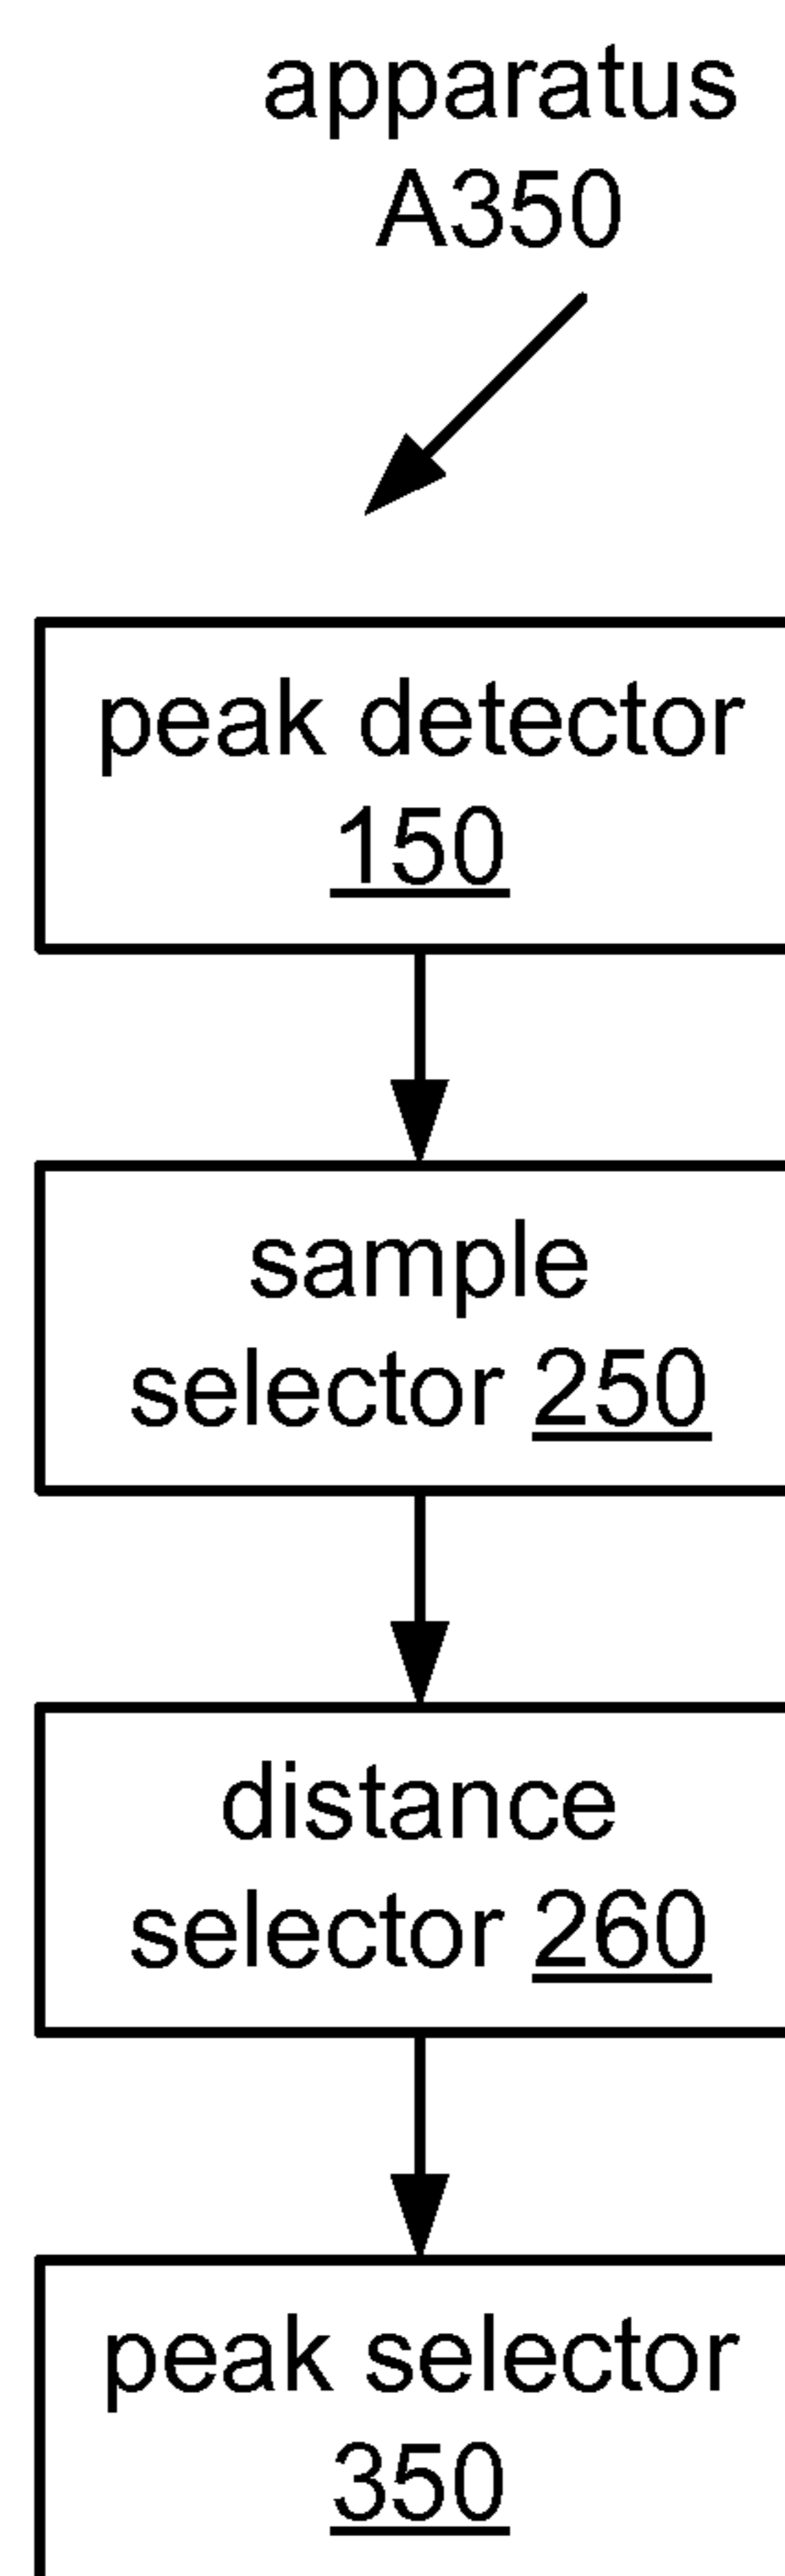 apparatus
A350
peak detector
150
sample
selector 250
distance
selector 260
peak selector
350